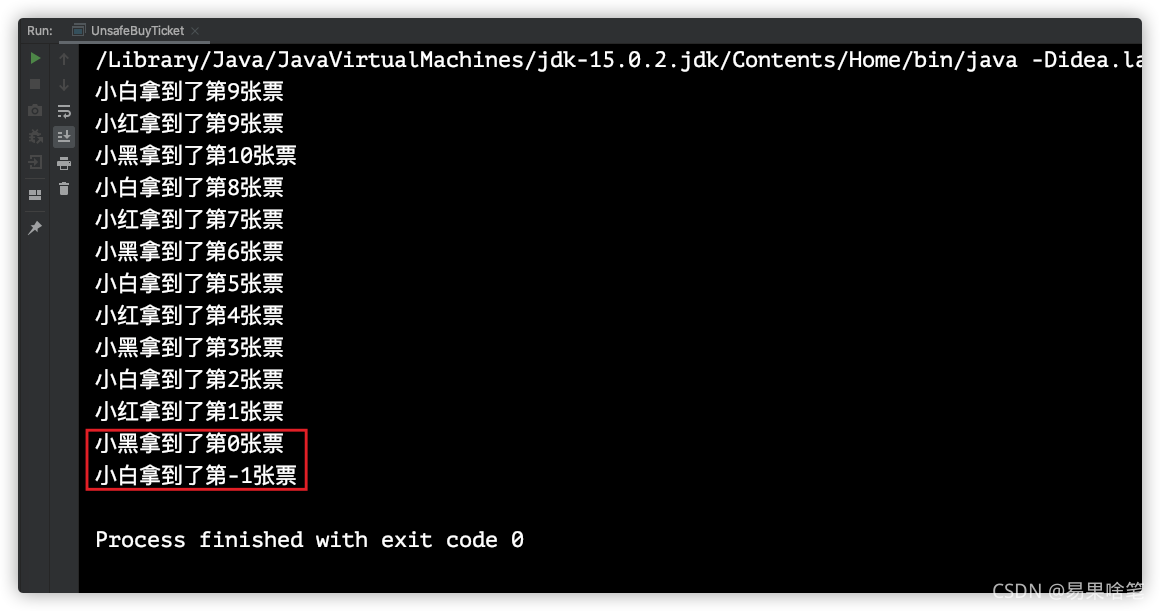 Run: UnsafeBuyTicket
/Library/Java/JavaVirtualMachines/jdk-15.0.2.jdk/Contents/Home/bin/java -Didea.la
小白拿到了第9张票
小红拿到了第9张票
小黑拿到了第10张票
小白拿到了第8张票
小红拿到了第7张票
小黑拿到了第6张票
小白拿到了第5张票
小红拿到了第4张票
小黑拿到了第3张票
小白拿到了第2张票
小红拿到了第1张票
小黑拿到了第0张票
小白拿到了第-1张票
Process finished with exit code 0
CSDN @易果啥笔